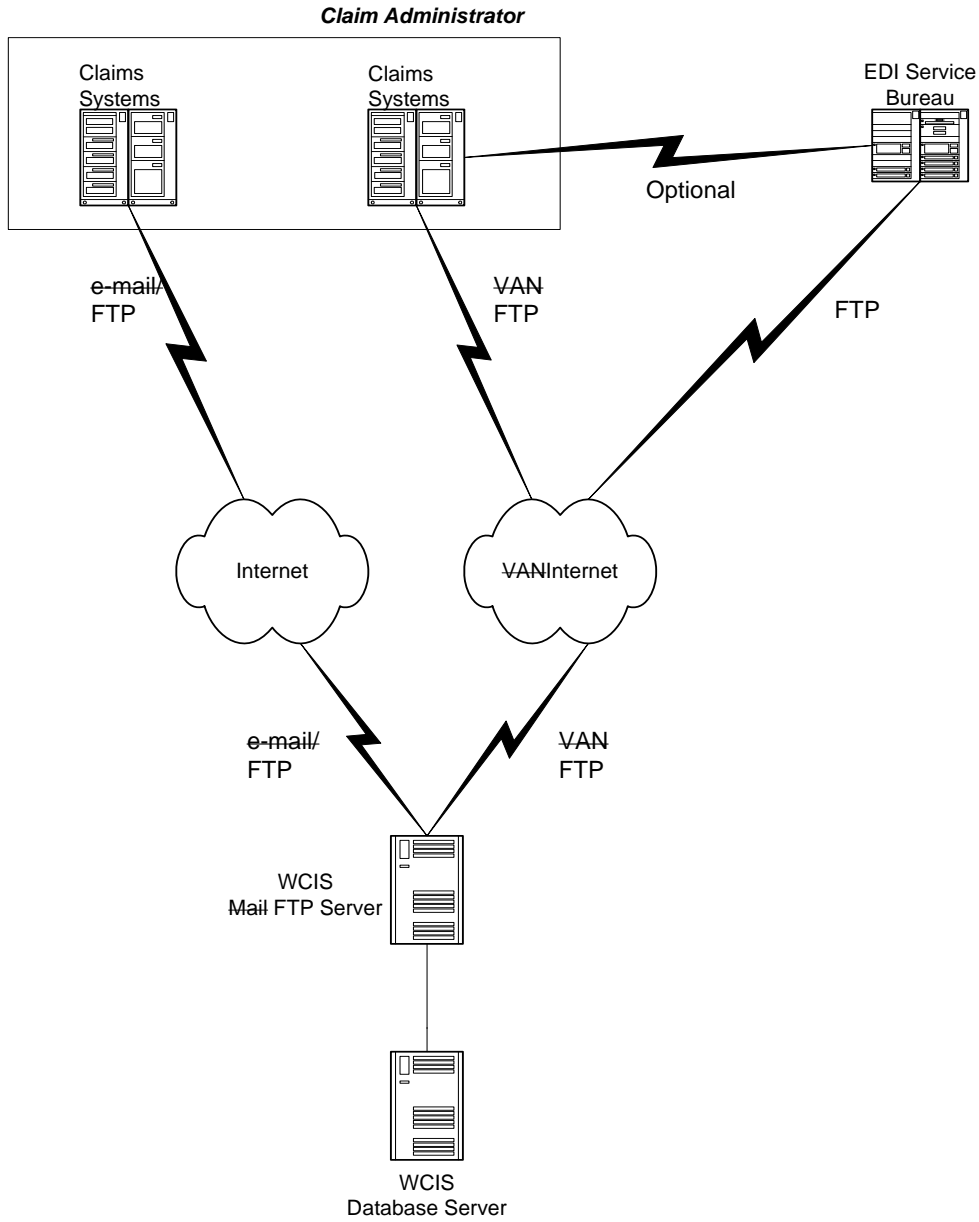 Claim Administrator
Claims
Systems
Claims
Systems
EDI Service
Bureau
Optional
e-mail/
FTP
VAN
FTP
FTP
Internet
VANInternet
e-mail/
FTP
VAN
FTP
WCIS
Mail FTP Server
WCIS
Database Server